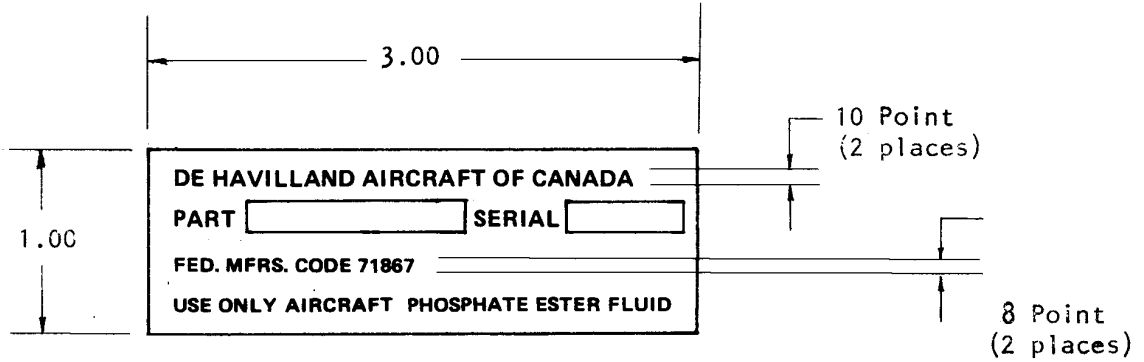 3.00
10 Point
(2 places)
DE HAVILLAND AIRCRAFT OF CANADA
PART SERIAL
1.00
FED. MFRS. CODE 71867
USE ONLY AIRCRAFT PHOSPHATE ESTER FLUID
8 Point
(2 places)